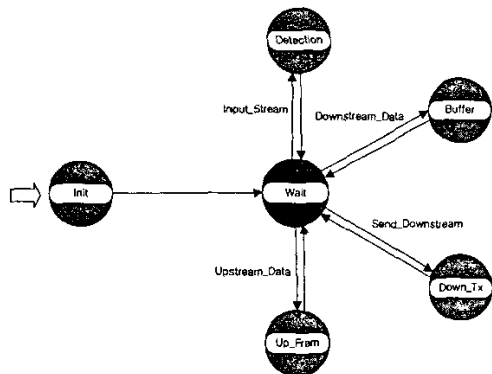 Detection
Input_Stream
Downstream_Data
Buffer
Init
Wait
Send_Downstream
Upstream_Data
Down_Tx
Up_Fram